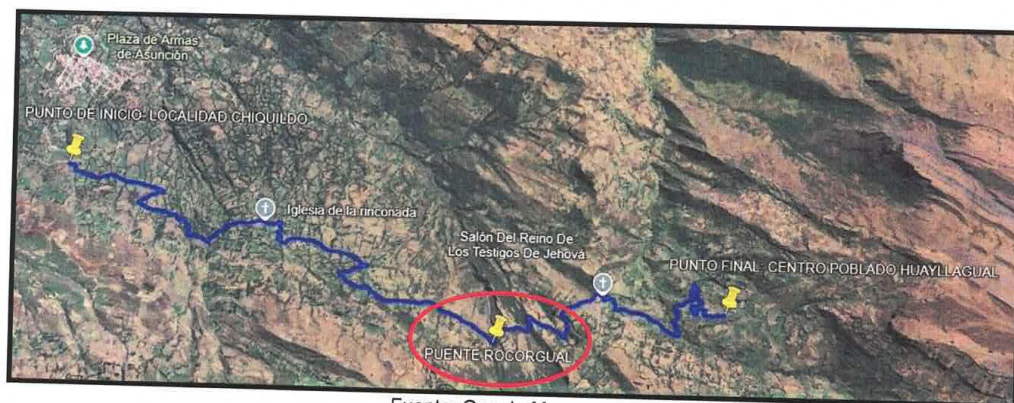 Plaza de Armas
de Asunción
PUNTO DE INICIO- LOCALIDAD CHIQUILDO
Iglesia de la rinconada
Salón Del Reino De
Los Testigos De Jehová
PUNTO FINAL- CENTRO POBLADO HUAYLLAGUAL
PUENTE ROCORGUAL